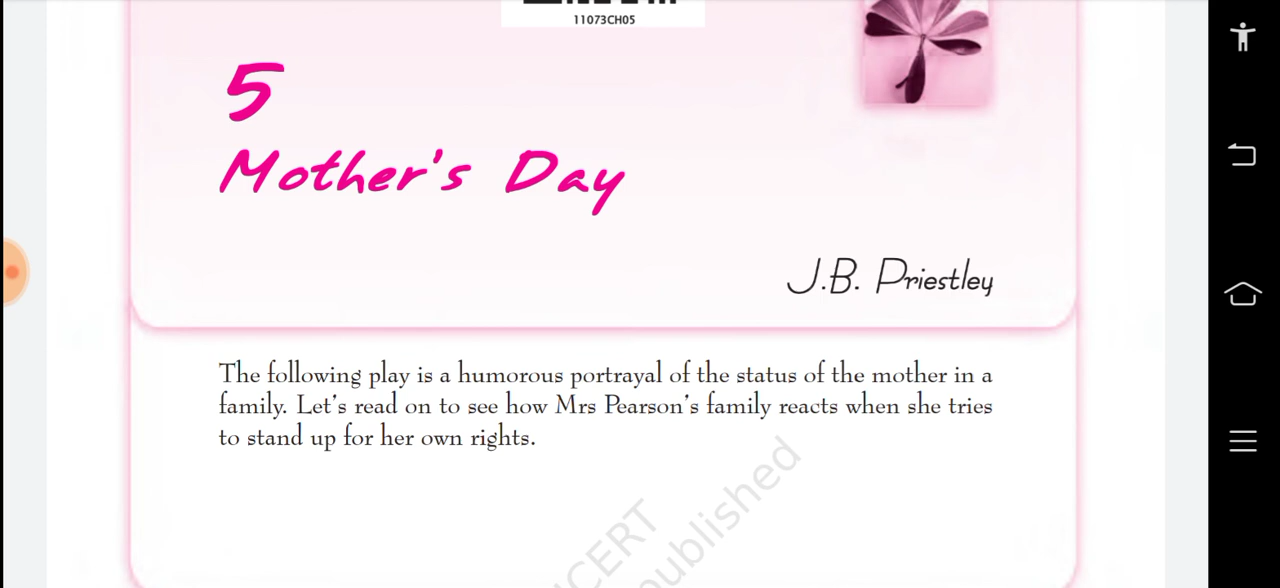 11073CH05
5
Mother's Day
J.B. Priestley
The following play is a humorous portrayal of the status of the mother in a
family. Let's read on to see how Mrs Pearson's family reacts when she tries
to stand up for her own rights.